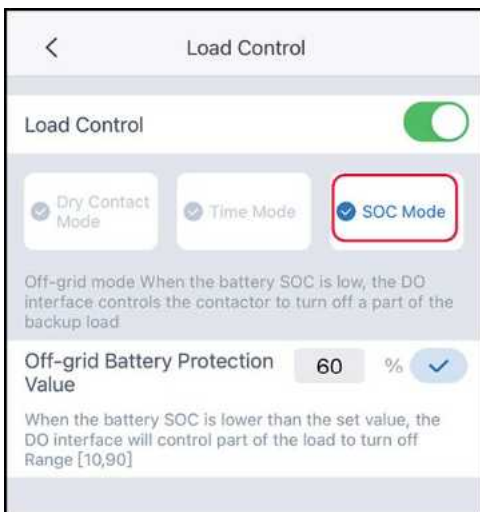 Load Control
Load Control
Dry Contact
Mode
Time Mode
SOC Mode
Off-grid mode When the battery SOC is low, the DO
interface controls the contactor to turn off a part of the
backup load
Off-grid Battery Protection
Value
60 %
When the battery SOC is lower than the set value, the
DO interface will control part of the load to turn off
Range [10,90]